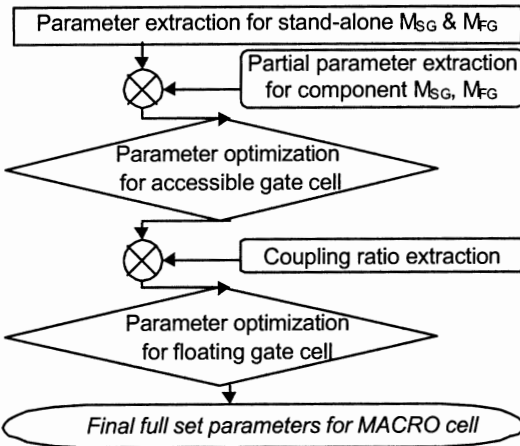 Parameter extraction for stand-alone MSG & MFG
Partial parameter extraction
for component MSG, MFG
Parameter optimization
for accessible gate cell
Coupling ratio extraction
Parameter optimization
for floating gate cell
Final full set parameters for MACRO cell